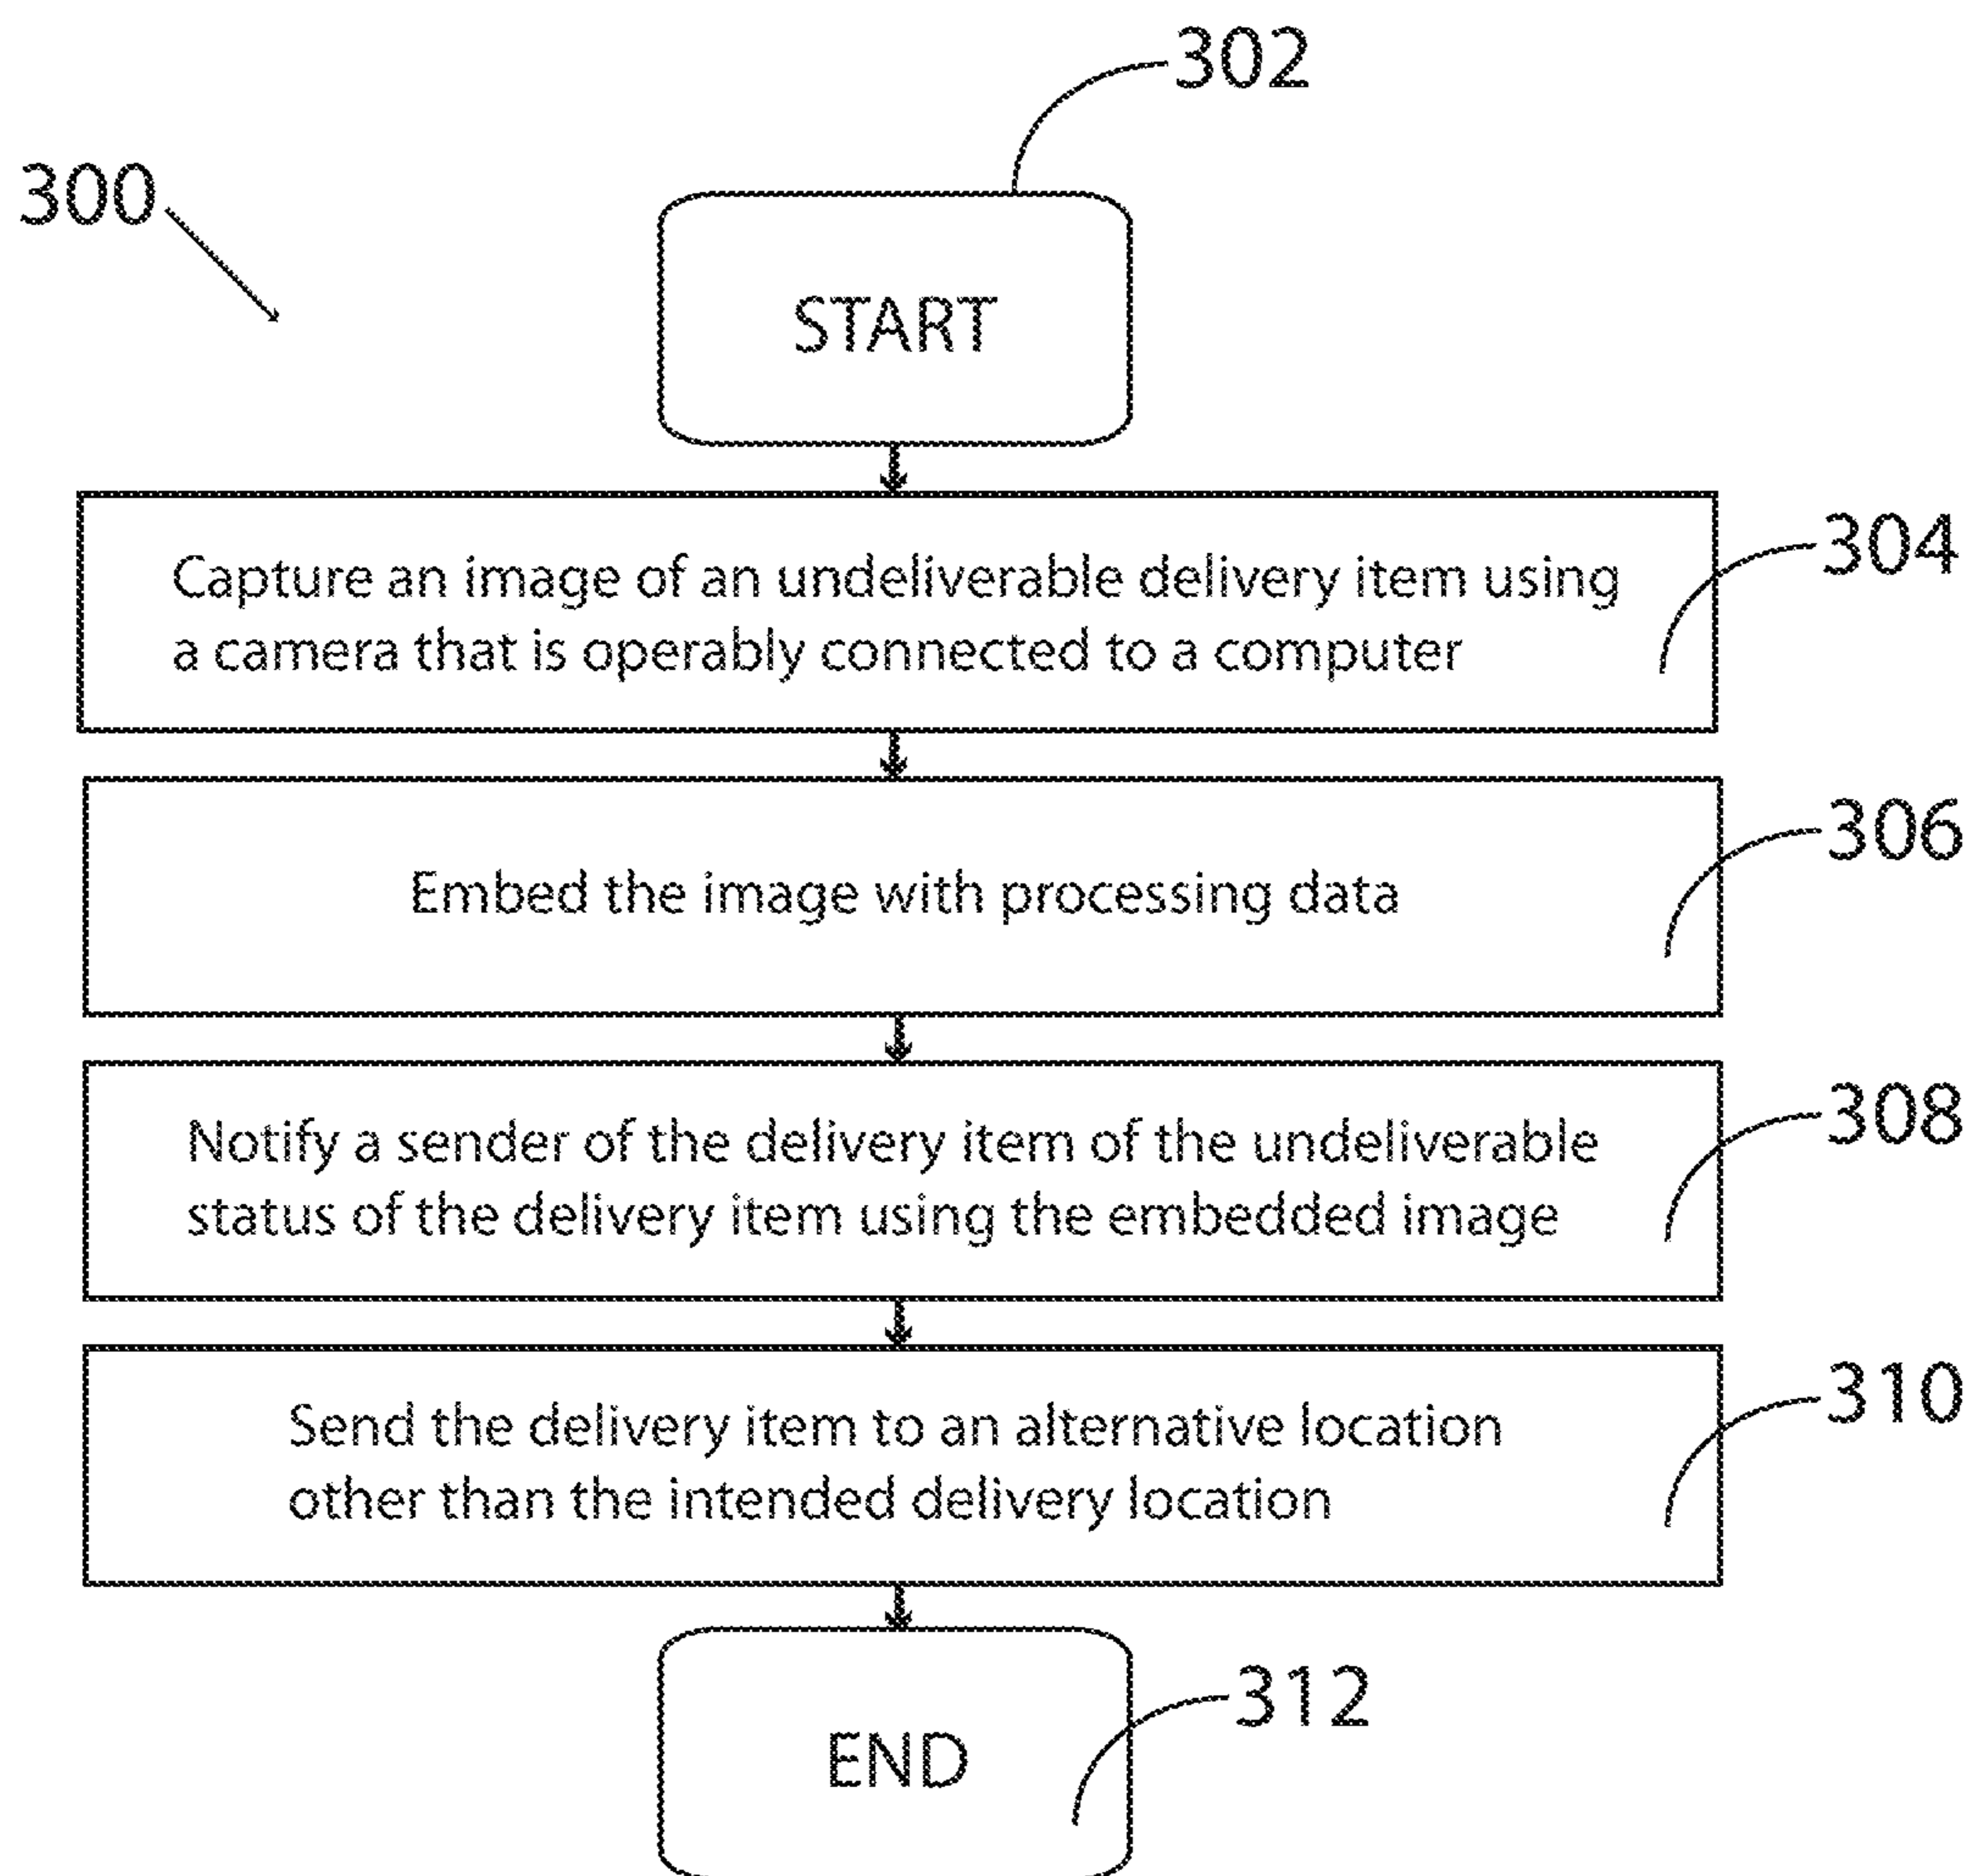 302
300
START
Capture an image of an undeliverable delivery item using
a camera that is operably connected to a computer
304
Embed the image with processing data
306
Notify a sender of the delivery item of the undeliverable
status of the delivery item using the embedded image
308
Send the delivery item to an alternative location
other than the intended delivery location
310
END
312